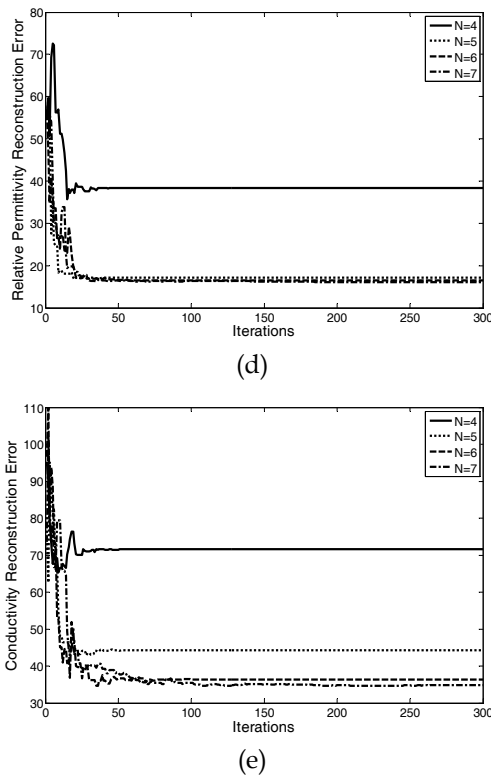 80
70
60
50
40
30
20
10
0
50
100
150
200
250
300
Relative Permittivity Reconstruction Error
Iterations
N=4
N=5
N=6
N=7
(d)
110
100
90
80
70
60
50
40
30
0
50
100
150
200
250
300
Conductivity Reconstruction Error
Iterations
N=4
N=5
N=6
N=7
(e)